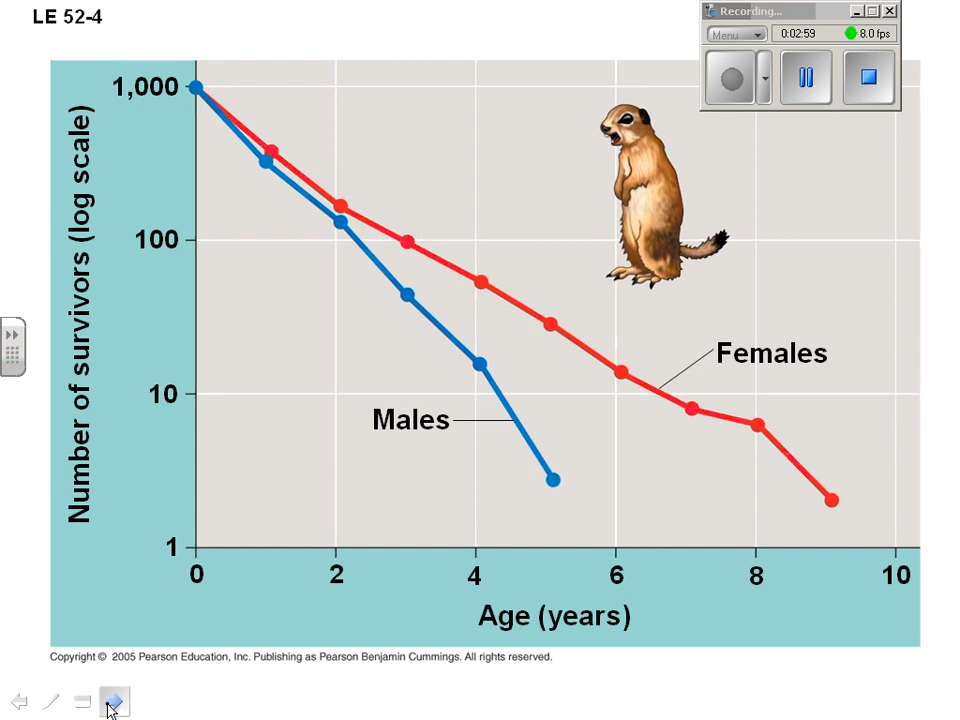 LE 52-4
Recording...
Menu
0:02:59
8.0 fps
1,000
100
10
1
Number of survivors (log scale)
Females
Males
0 2 4 6 8 10
Age (years)
Copyright © 2005 Pearson Education, Inc. Publishing as Pearson Benjamin Cummings. All rights reserved.